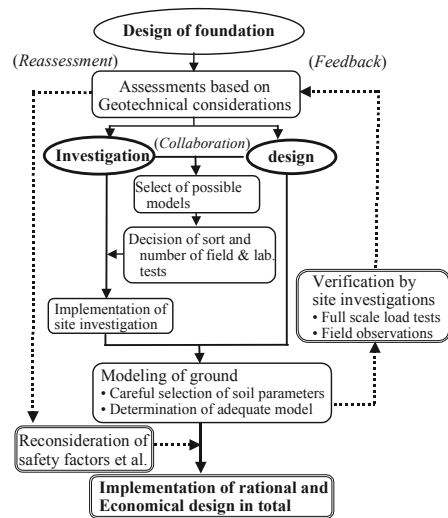 Design of foundation
(Reassessment)
(Feedback)
Assessments based on
Geotechnical considerations
(Collaboration)
Investigation
design
Select of possible
models
Decision of sort and
number of field & lab.
tests
Verification by
site investigations
• Full scale load tests
• Field observations
Implementation of
site investigation
Modeling of ground
• Careful selection of soil parameters
• Determination of adequate model
Reconsideration of
safety factors et al.
Implementation of rational and
Economical design in total